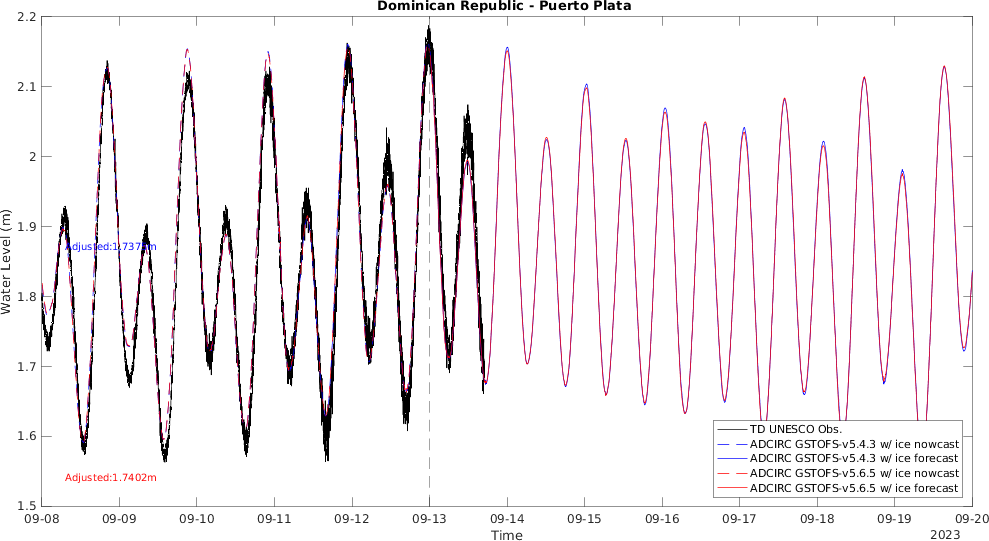 Dominican Republic - Puerto Plata
2.2
2.1
2
1.9
1.8
1.7
1.6
1.5
Water Level (m)
Adjusted:1.737 m
Adjusted:1.7402m
TD UNESCO Obs.
ADCIRC GSTOFS-v5.4.3 w/ ice nowcast
ADCIRC GSTOFS-v5.4.3 w/ ice forecast
ADCIRC GSTOFS-v5.6.5 w/ ice nowcast
ADCIRC GSTOFS-v5.6.5 w/ ice forecast
09-08 09-09 09-10 09-11 09-12 09-13 09-14 09-15 09-16 09-17 09-18 09-19 09-20
Time
2023